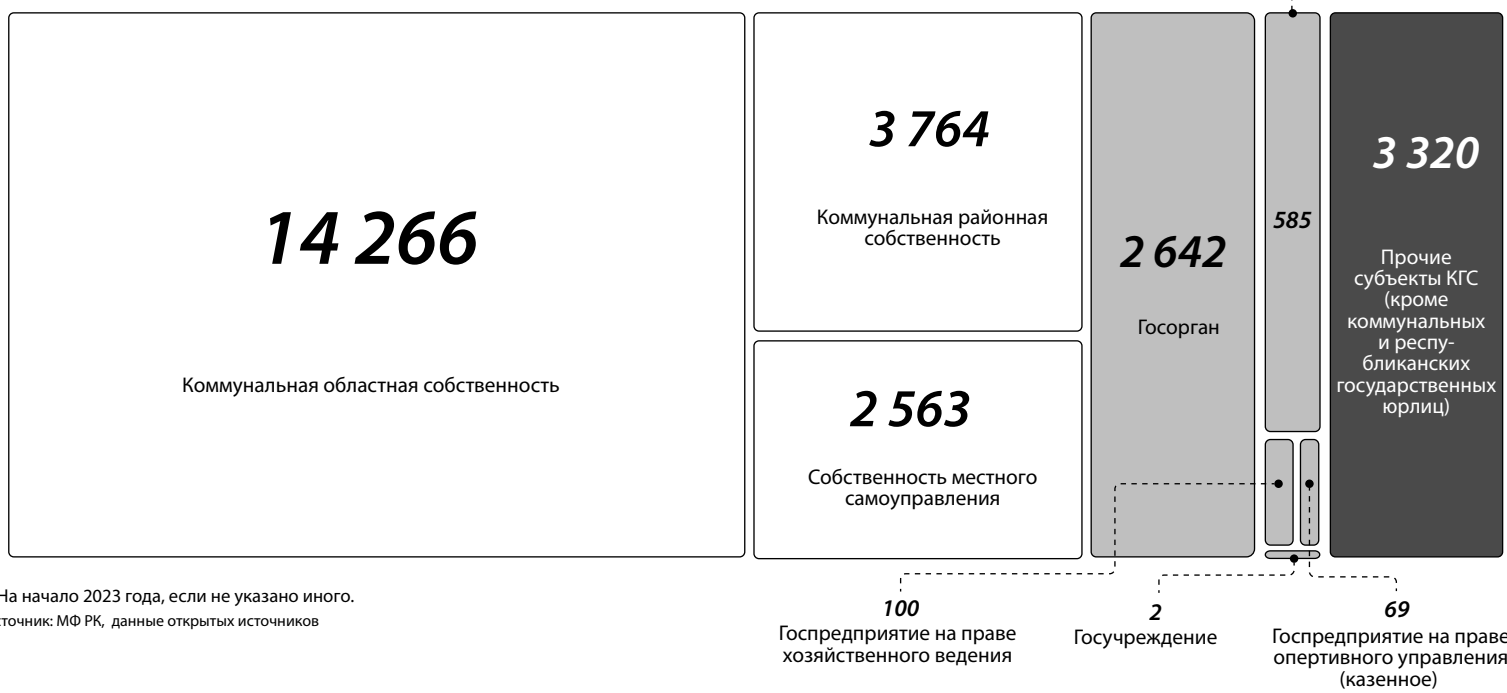 14 266
Коммунальная областная собственность
3 764
Коммунальная районная
собственность
2 563
Собственность местного
самоуправления
2 642
Госорган
585
3 320
Прочие
субъекты КГС
(кроме
коммунальных
и респу-
бликанских
государственных
юрлиц)
На начало 2023 года, если не указано иного.
точник: МФ РК, данные открытых источников
100
Госпредприятие на праве
хозяйственного ведения
2
Госучреждение
69
Госпредприятие на праве
опертивного управления
(казенное)